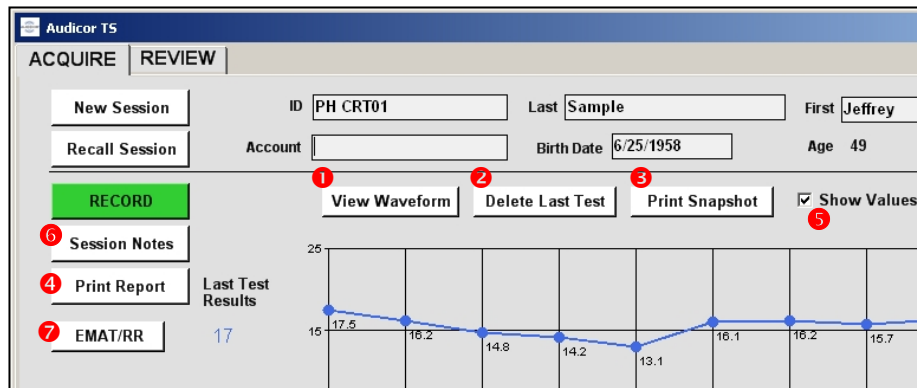 Audicor TS
ACQUIRE REVIEW
New Session ID PH CRT01 Last Sample First Jeffrey
Recall Session Account Birth Date 6/25/1958 Age 49
1 2 3
RECORD View Waveform Delete Last Test Print Snapshot Show Values
5
6 Session Notes
25
4 Print Report Last Test
Results
7 EMAT/RR 17
15
17.5 16.2 14.8 14.2 13.1 16.1 16.2 15.7